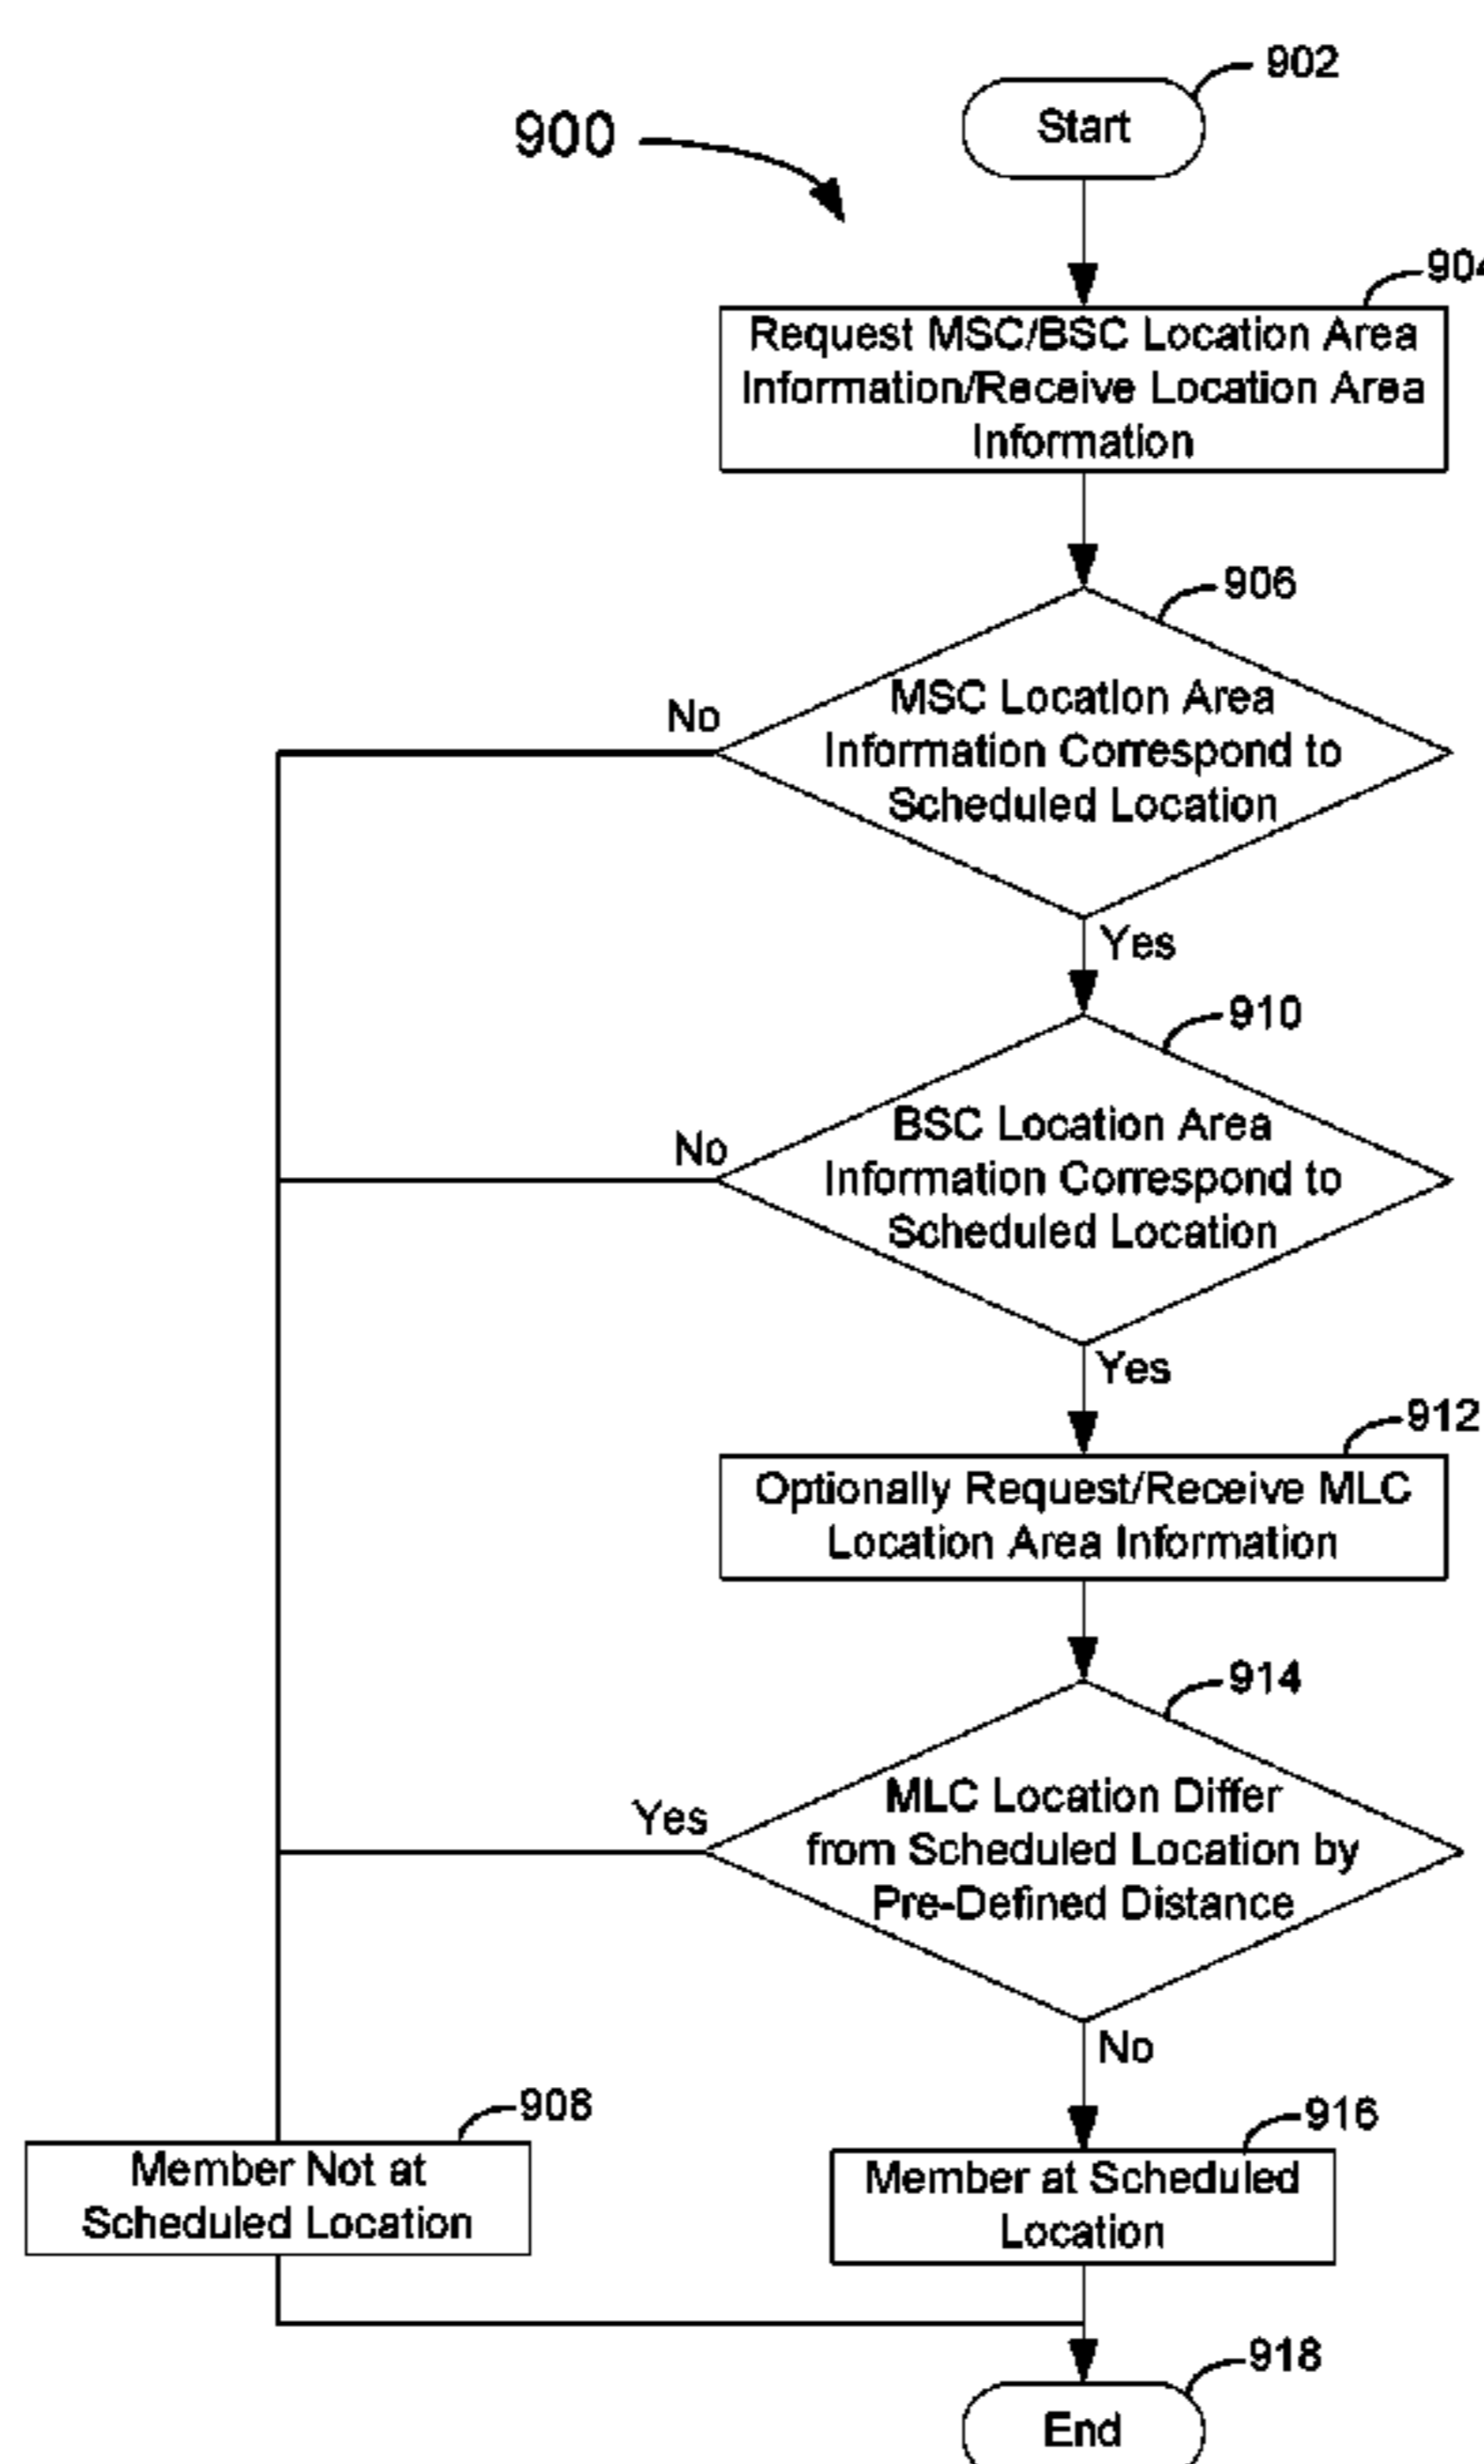 902
Start
900
904
Request MSC/BSC Location Area
Information/Receive Location Area
Information
906
MSC Location Area
Information Correspond to
Scheduled Location
No
Yes
910
BSC Location Area
Information Correspond to
Scheduled Location
No
Yes
912
Optionally Request/Receive MLC
Location Area Information
914
MLC Location Differ
from Scheduled Location by
Pre-Defined Distance
Yes
No
908
Member Not at
Scheduled Location
916
Member at Scheduled
Location
918
End